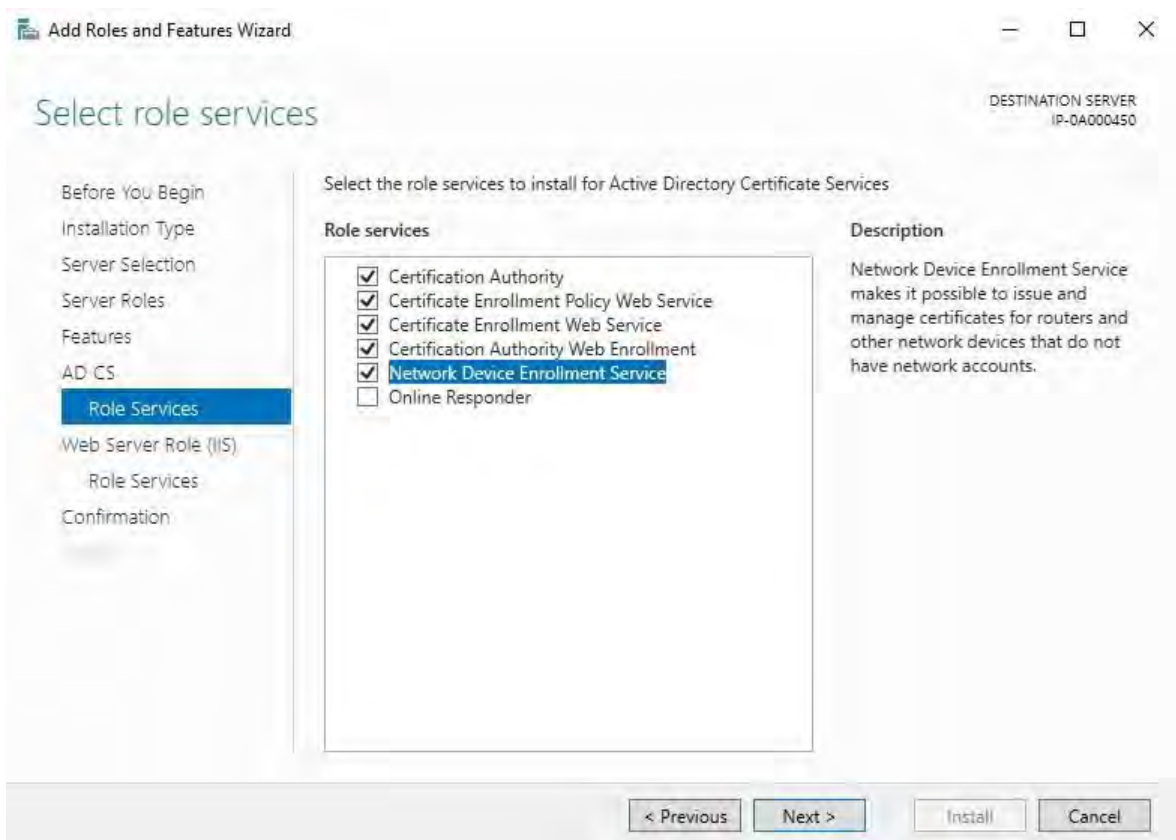 Add Roles and Features Wizard
Select role services
DESTINATION SERVER
IP-0A000450
Before You Begin
Installation Type
Server Selection
Server Roles
Features
AD CS
Role Services
Web Server Role (IIS)
Role Services
Confirmation
Select the role services to install for Active Directory Certificate Services
Role services
Certification Authority
Certificate Enrollment Policy Web Service
Certificate Enrollment Web Service
Certification Authority Web Enrollment
Network Device Enrollment Service
Online Responder
Description
Network Device Enrollment Service
makes it possible to issue and
manage certificates for routers and
other network devices that do not
have network accounts.
< Previous
Next >
Install
Cancel